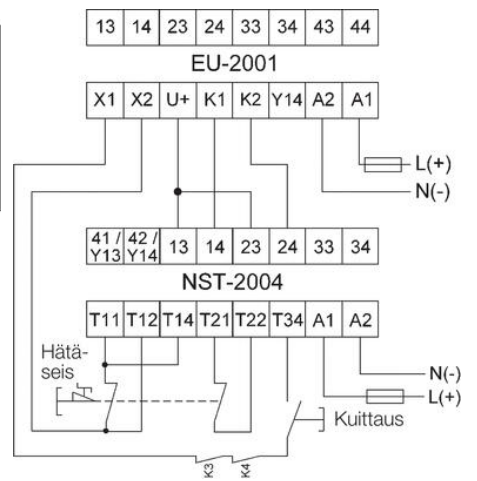 13 14 23 24 33 34 43 44
EU-2001
X1 X2 U+ K1 K2 Y14 A2 A1
L(+)
N(-)
41 / Y13 42 / Y14 13 14 23 24 33 34
NST-2004
T11 T12 T14 T21 T22 T34 A1 A2
Hätä-
seis
N(-)
L(+)
Kuittaus
K3 K4